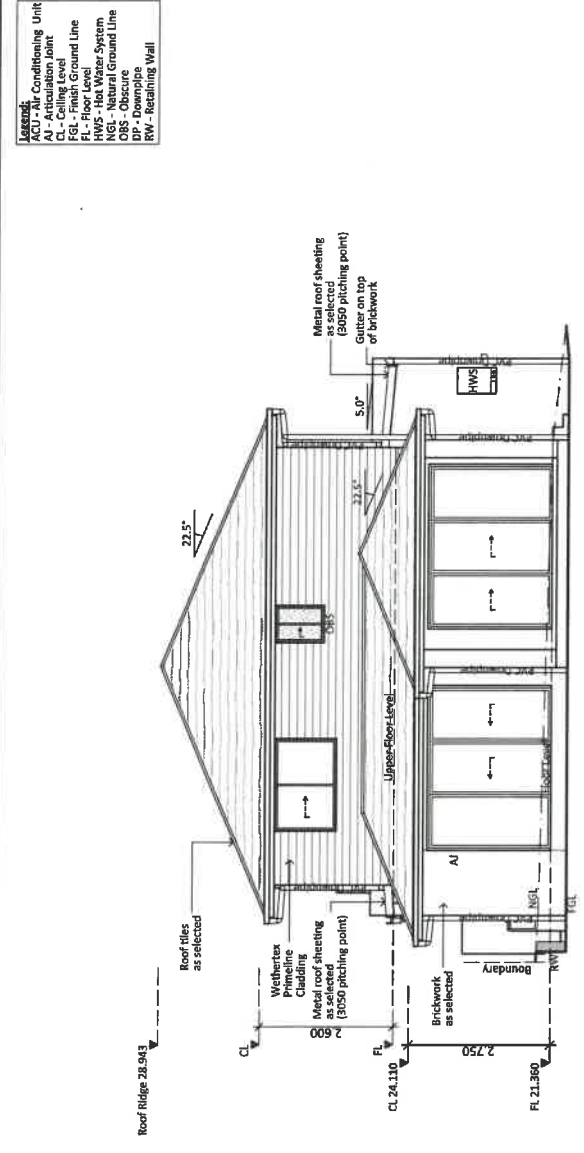 Legend:
ACU - Air Conditioning Unit
AJ - Articulation Joint
CL - Ceiling Level
FGL - Finish Ground Line
FL - Floor Level
HWS - Hot Water System
NGL - Natural Ground Line
OBS - Obscure
DP - Downpipe
RW - Retaining Wall
Roof Ridge 28.943
Roof tiles
as selected
22.5°
CL
2.600
FL
Wethertex
Primeline
Cladding
Metal roof sheeting
as selected
(3050 pitching point)
OBS
Upper Floor Level
22.5°
5.0°
Metal roof sheeting
as selected
(3050 pitching point)
Gutter on top
of brickwork
PVC Downpipe
PVC Downpipe
PVC Downpipe
HWS
CL 24.110
2.750
FL 21.360
Brickwork
as selected
AJ
Boundary
NGL
RW
FGL
Floor Level